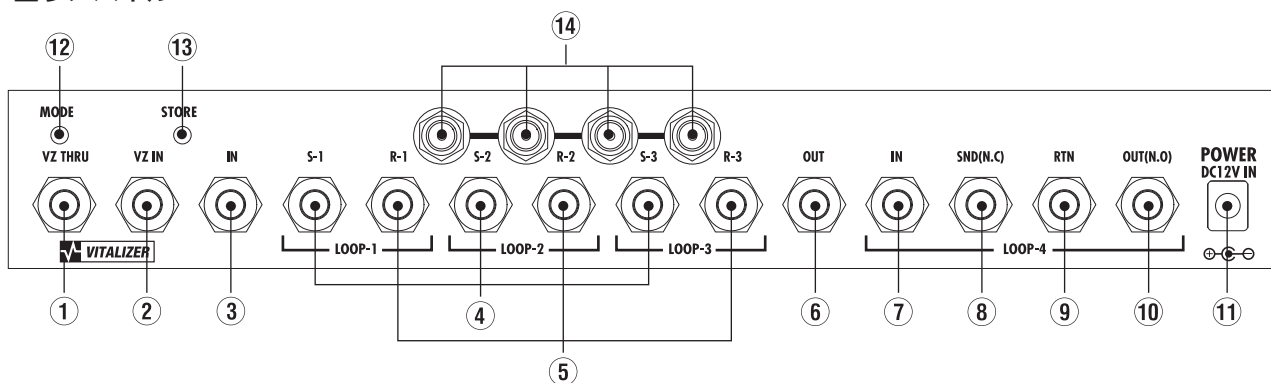 ⑫ ⑬ ⑭
MODE STORE
VZ THRU VZ IN IN S-1 R-1 S-2 R-2 S-3 R-3 OUT IN SND(N.C) RTN OUT(N.O) POWER
DC12V IN
VITALIZER LOOP-1 LOOP-2 LOOP-3 LOOP-4
① ② ③ ④ ⑥ ⑦ ⑧ ⑨ ⑩ ⑪
⑤